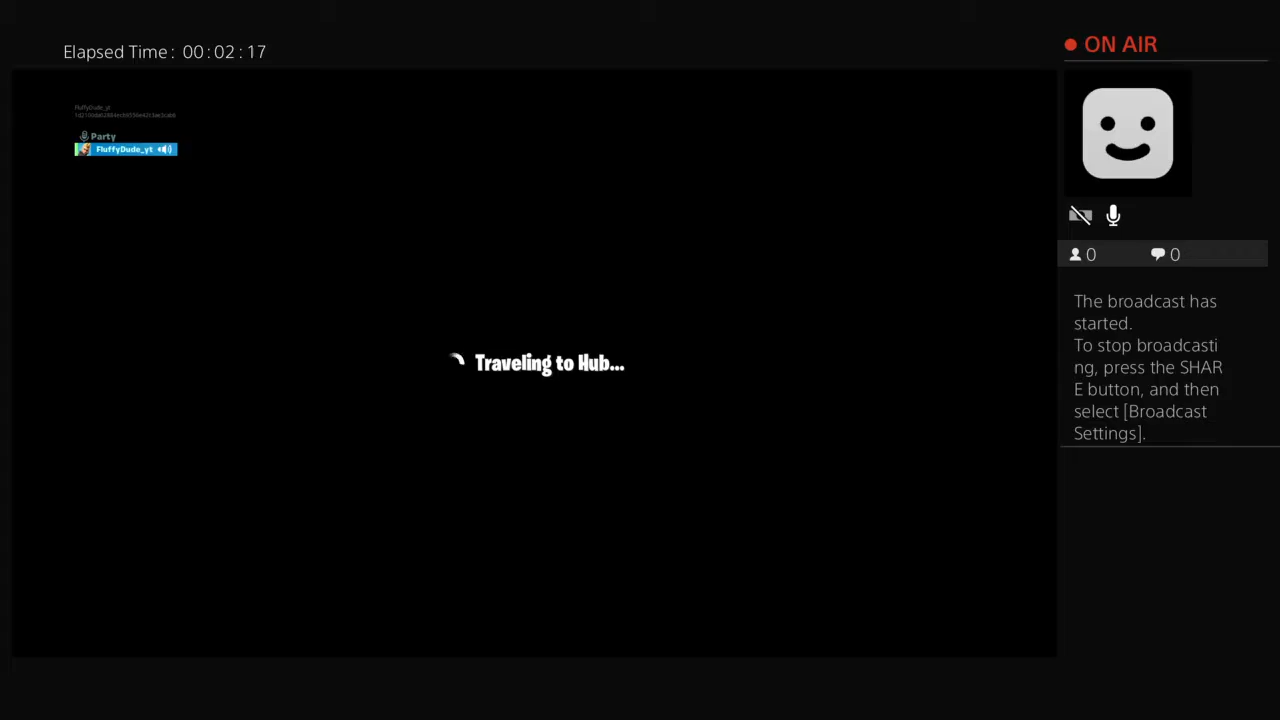 Elapsed Time: 00:02:17
ON AIR
FluffyDude_yt
Party
FluffyDude_yt
0 0
Traveling to Hub...
The broadcast has
started.
To stop broadcasti
ng, press the SHAR
E button, and then
select [Broadcast
Settings].